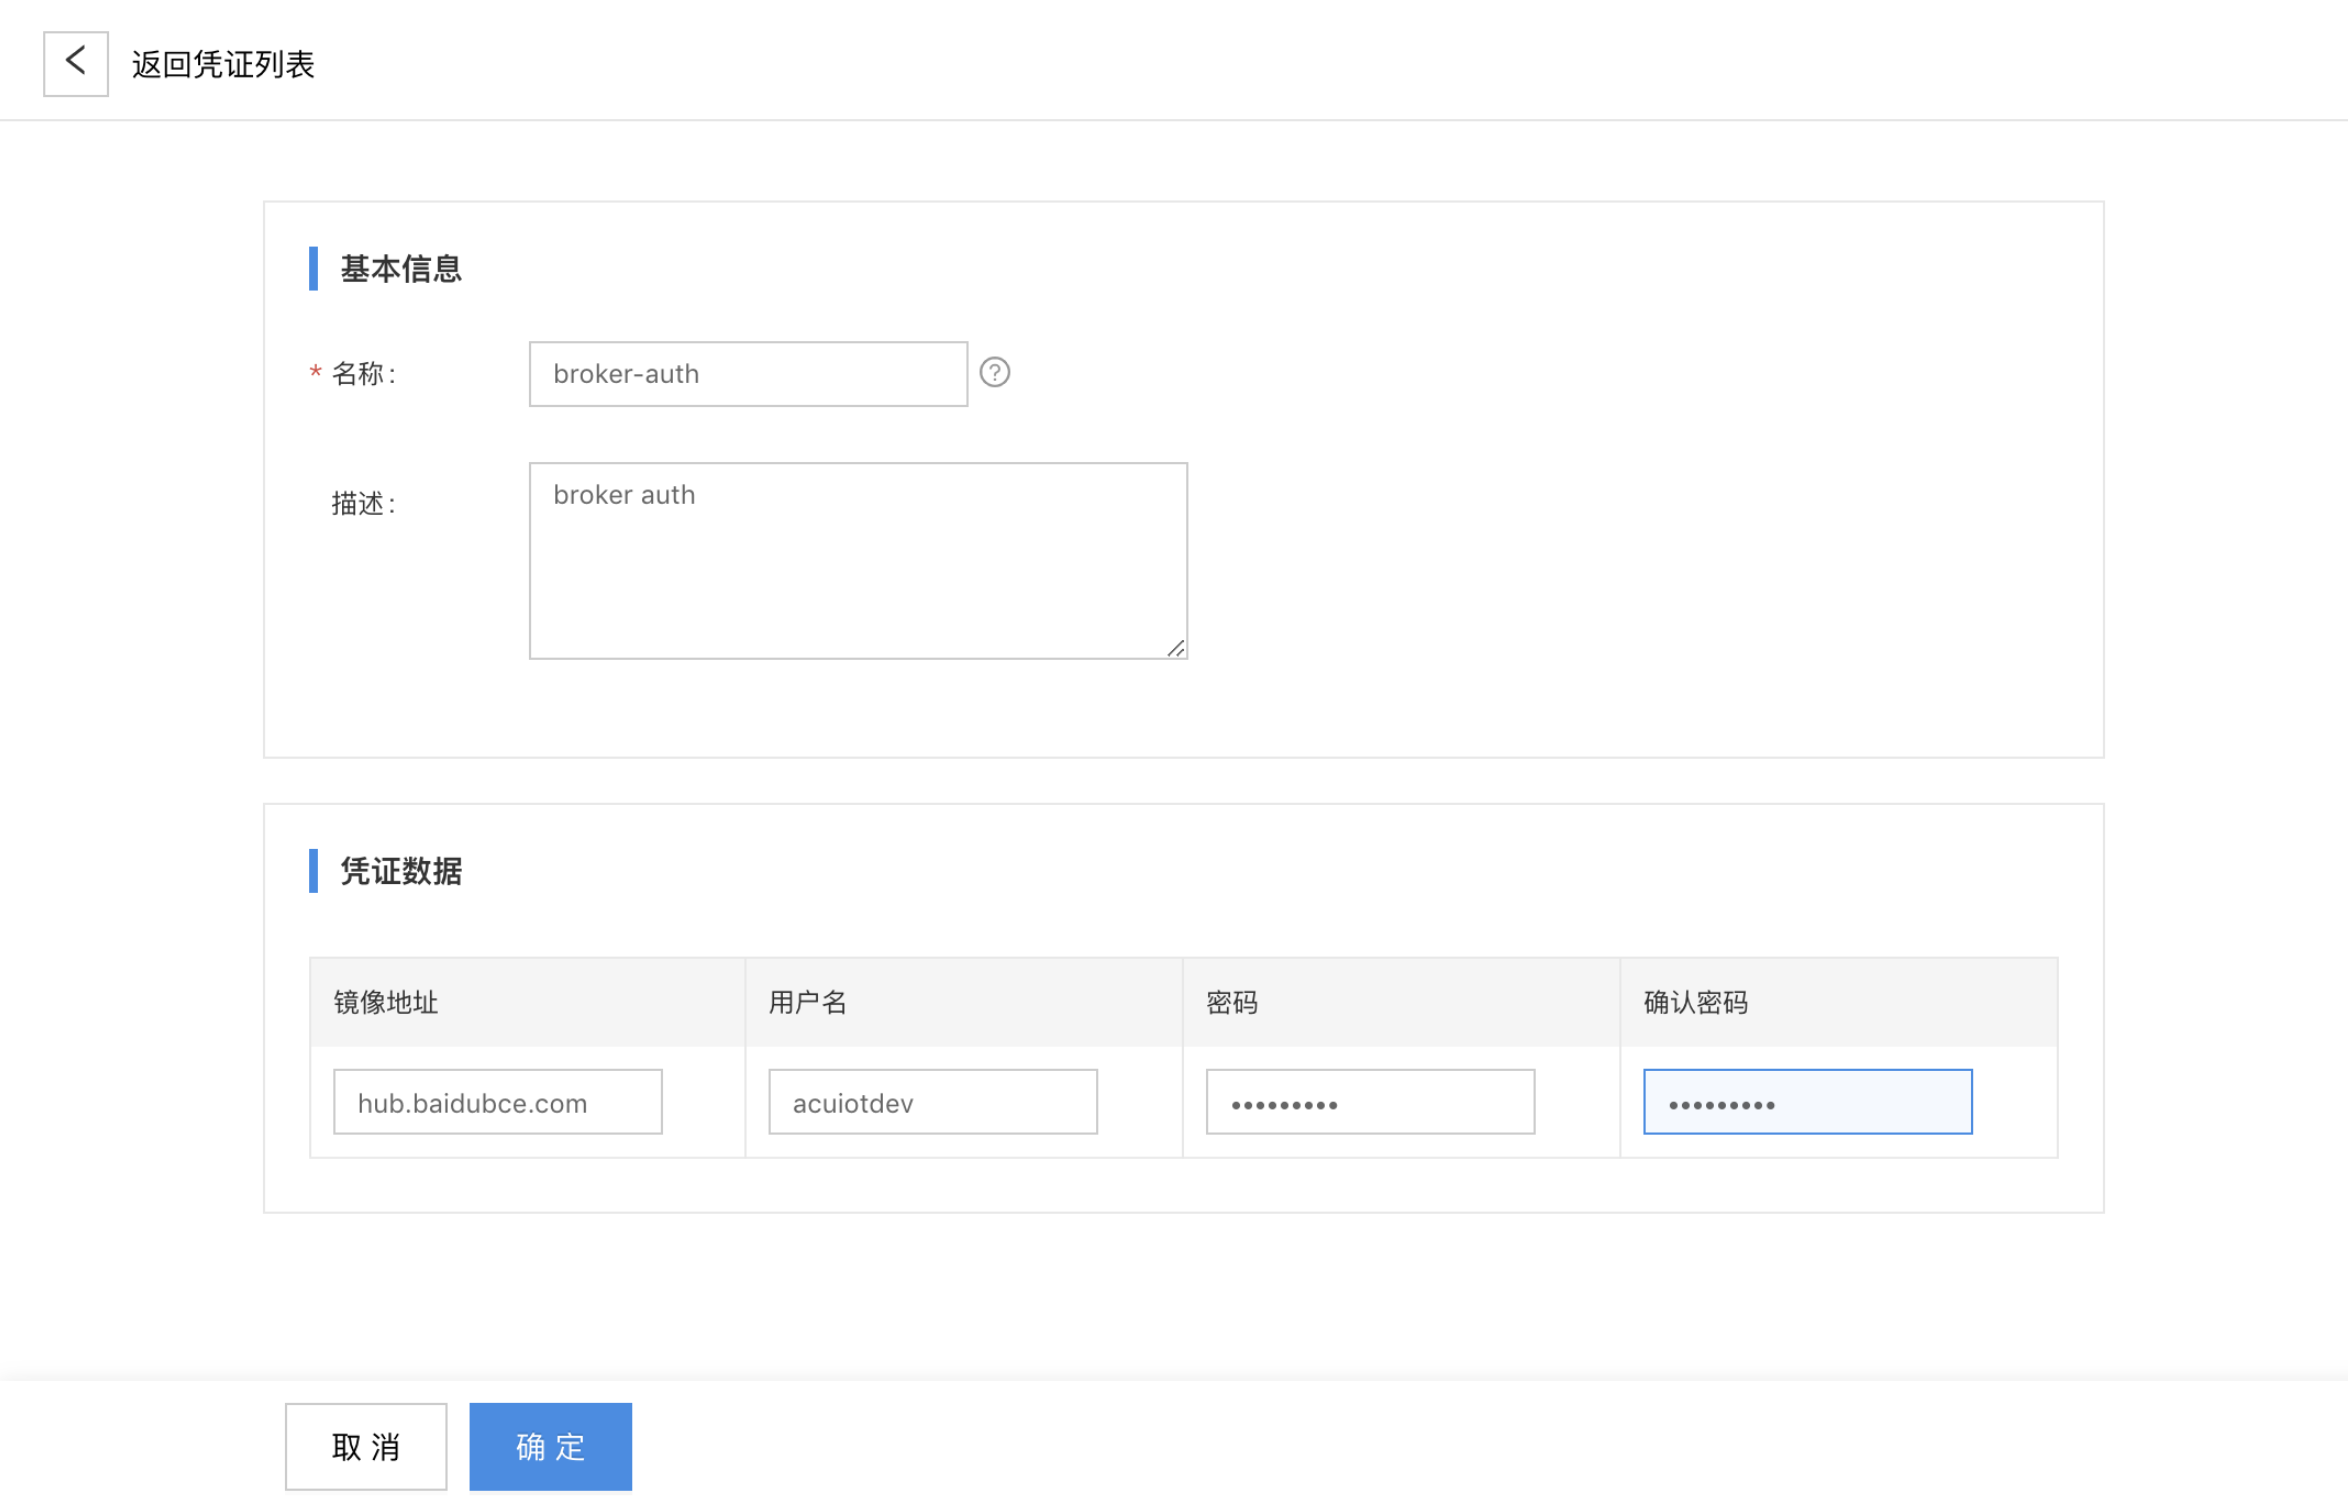 返回凭证列表
基本信息
* 名称：
broker-auth
?
描述：
broker auth
凭证数据
镜像地址 用户名 密码 确认密码
hub.baidubce.com acuiotdev ••••••••• •••••••••
取消 确定